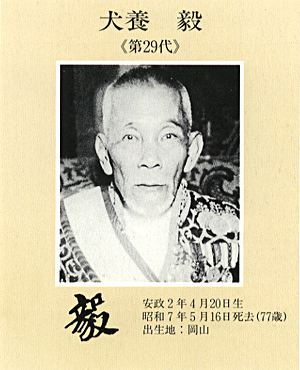 犬養 毅
《第29代》
毅
安政2年4月20日生
昭和7年5月16日死去(77歳)
出生地：岡山